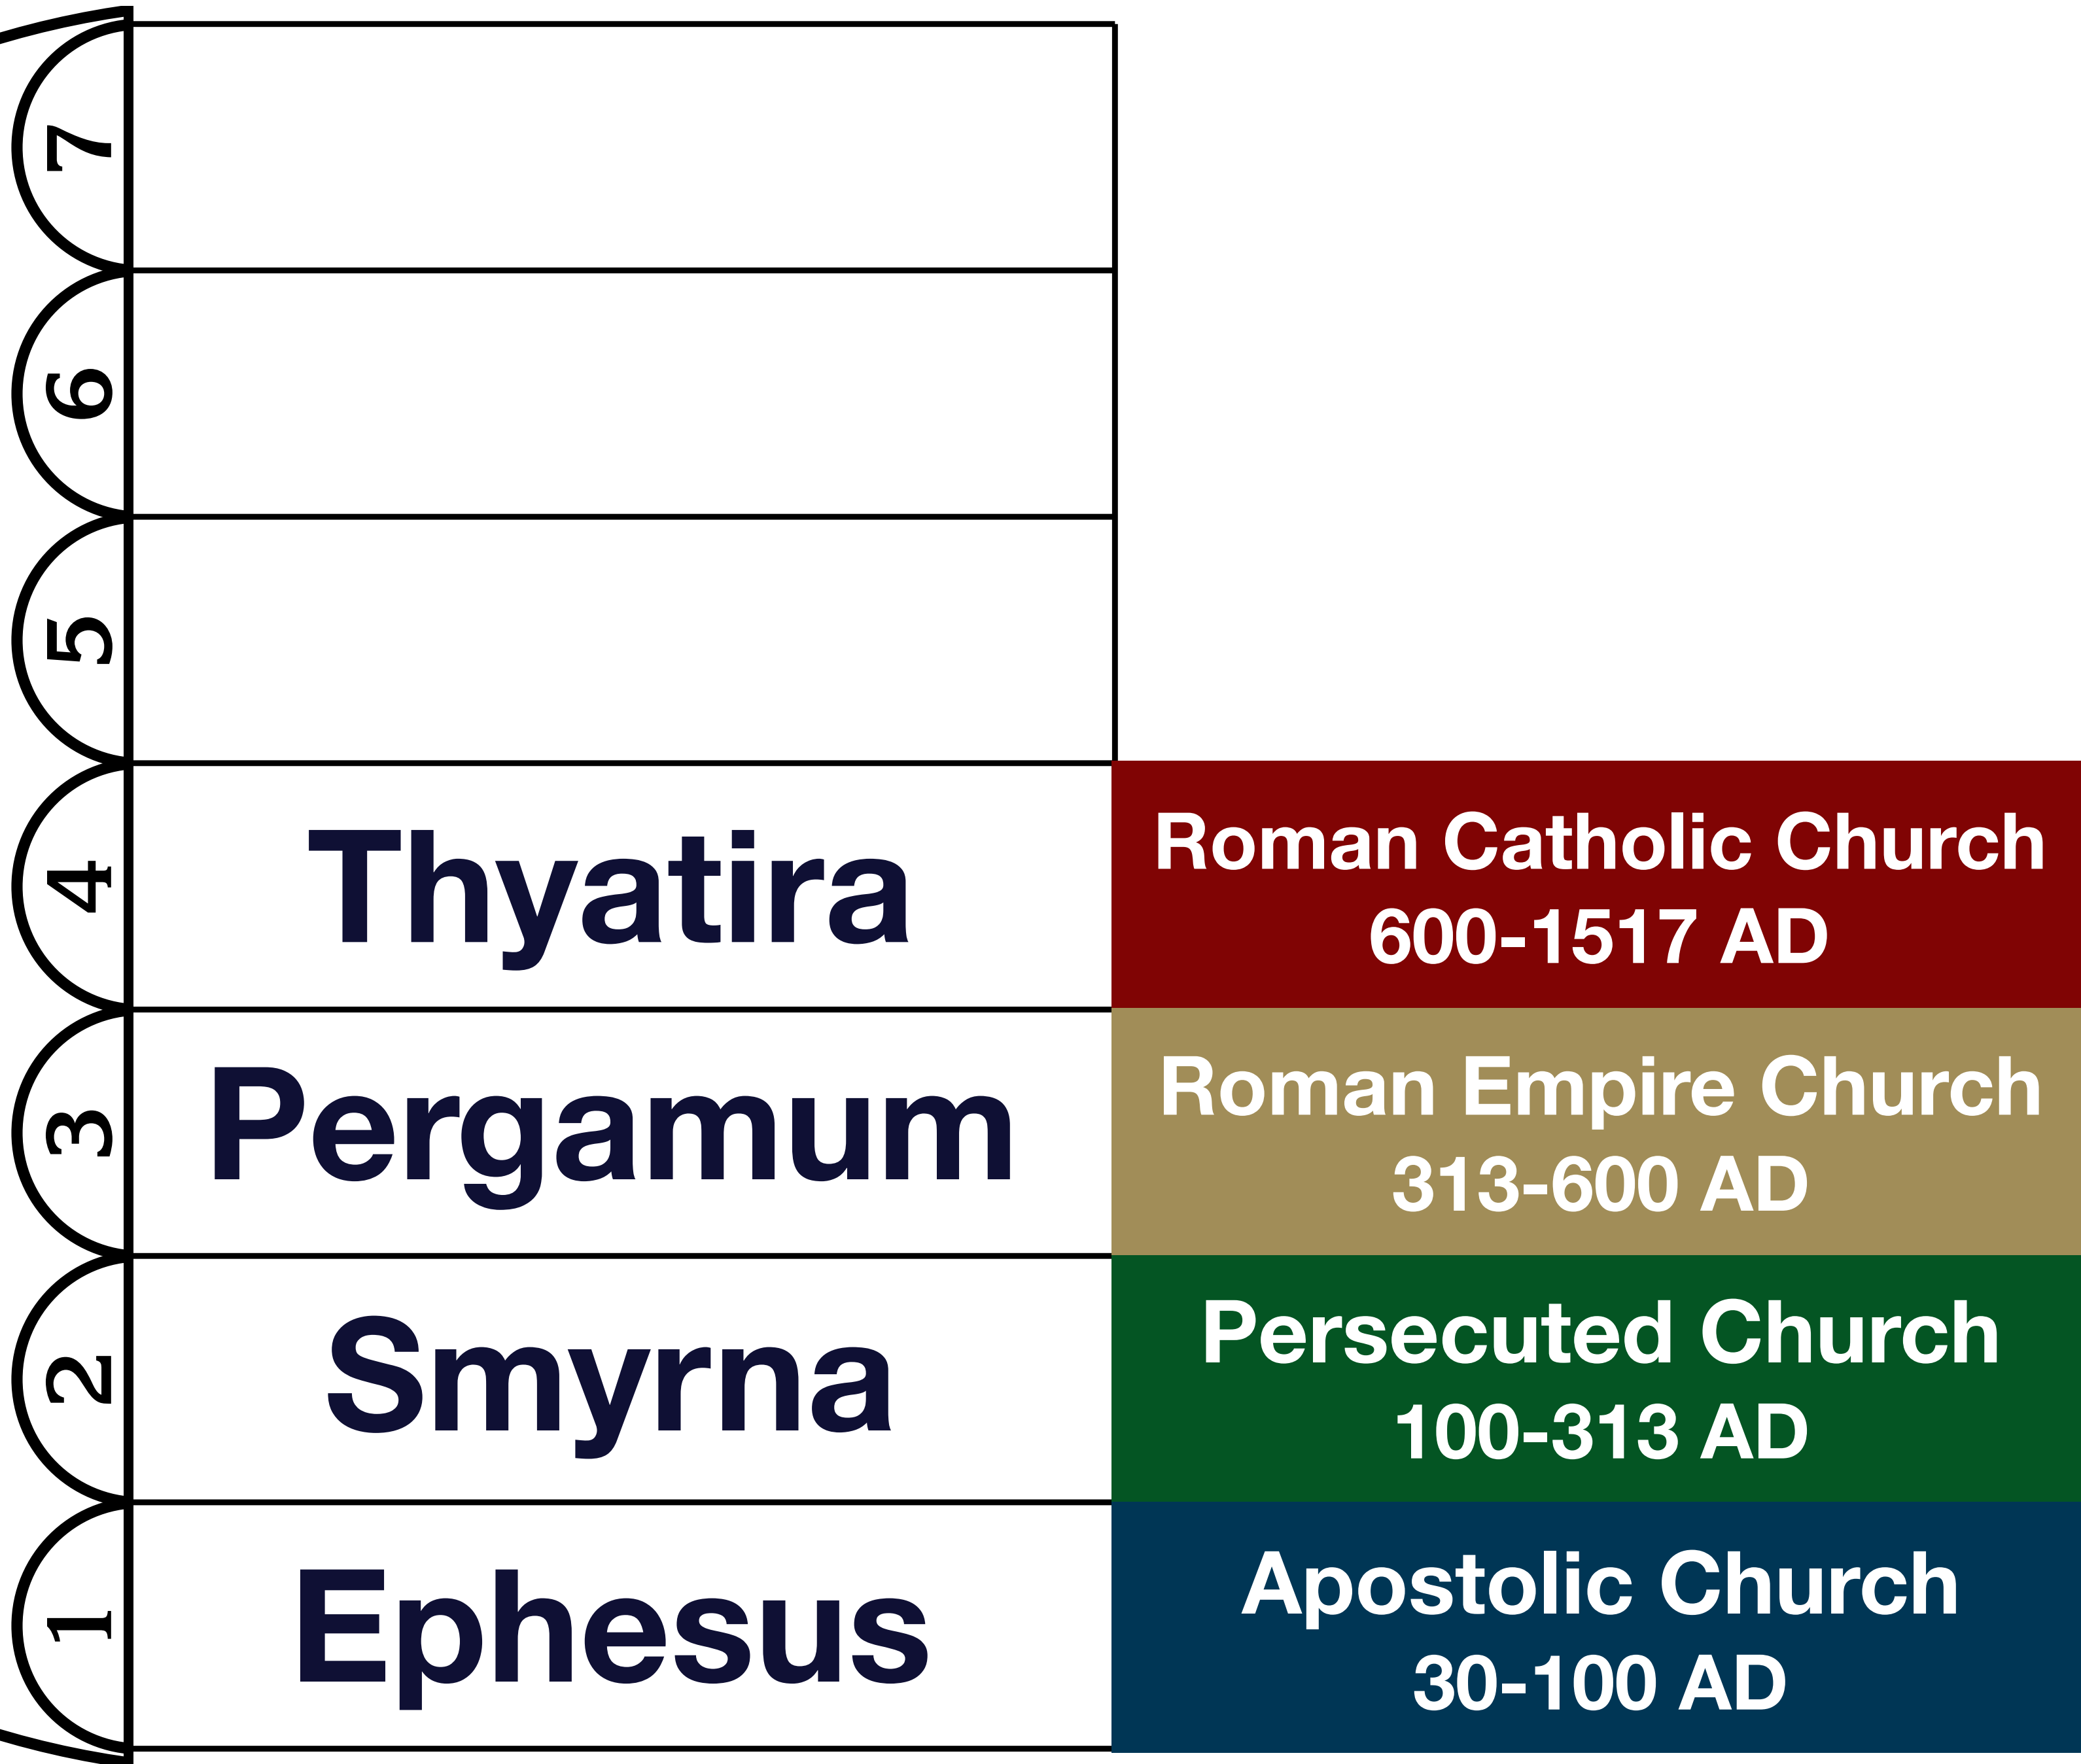 7
6
5
4
Thyatira
Roman Catholic Church
600-1517 AD
3
Pergamum
Roman Empire Church
313-600 AD
2
Smyrna
Persecuted Church
100-313 AD
1
Ephesus
Apostolic Church
30-100 AD